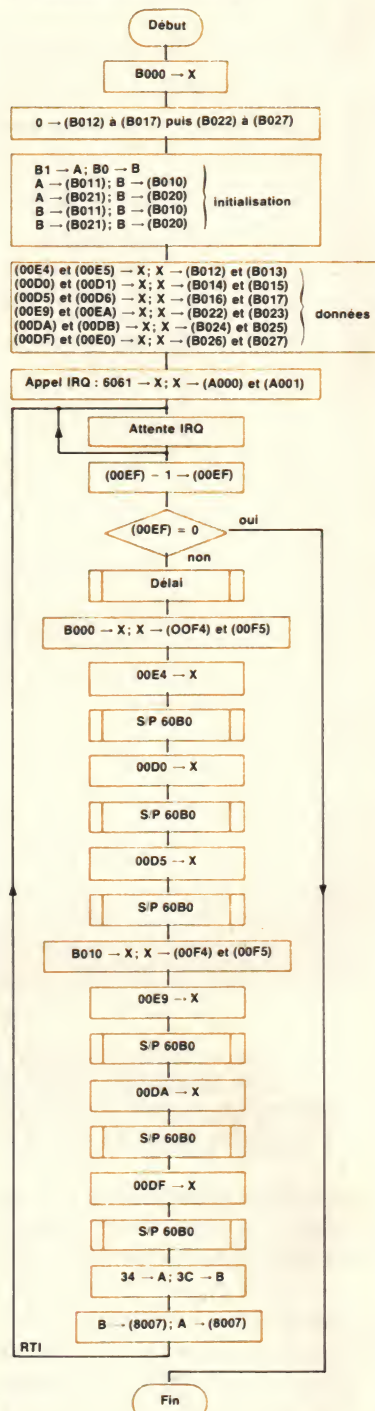 Début
B000 → X
0 → (B012) à (B017) puis (B022) à (B027)
B1 → A; B0 → B
A → (B011); B → (B010)
A → (B021); B → (B020)
B → (B011); B → (B010)
B → (B021); B → (B020)
initialisation
(00E4) et (00E5) → X; X → (B012) et (B013)
(00D0) et (00D1) → X; X → (B014) et (B015)
(00D5) et (00D6) → X; X → (B016) et (B017)
(00E9) et (00EA) → X; X → (B022) et (B023)
(00DA) et (00DB) → X; X → (B024) et B025)
(00DF) et (00E0) → X; X → (B026) et (B027)
données
Appel IRQ : 6061 → X; X → (A000) et (A001)
Attente IRQ
(00EF) − 1 → (00EF)
(00EF) = 0
oui
non
Délai
B000 → X; X → (OOF4) et (00F5)
00E4 → X
S/P 60B0
00D0 → X
S/P 60B0
00D5 → X
S/P 60B0
B010 → X; X → (00F4) et (00F5)
00E9 → X
S/P 60B0
00DA → X
S/P 60B0
00DF → X
S/P 60B0
34 → A; 3C → B
B → (8007); A → (8007)
RTI
Fin